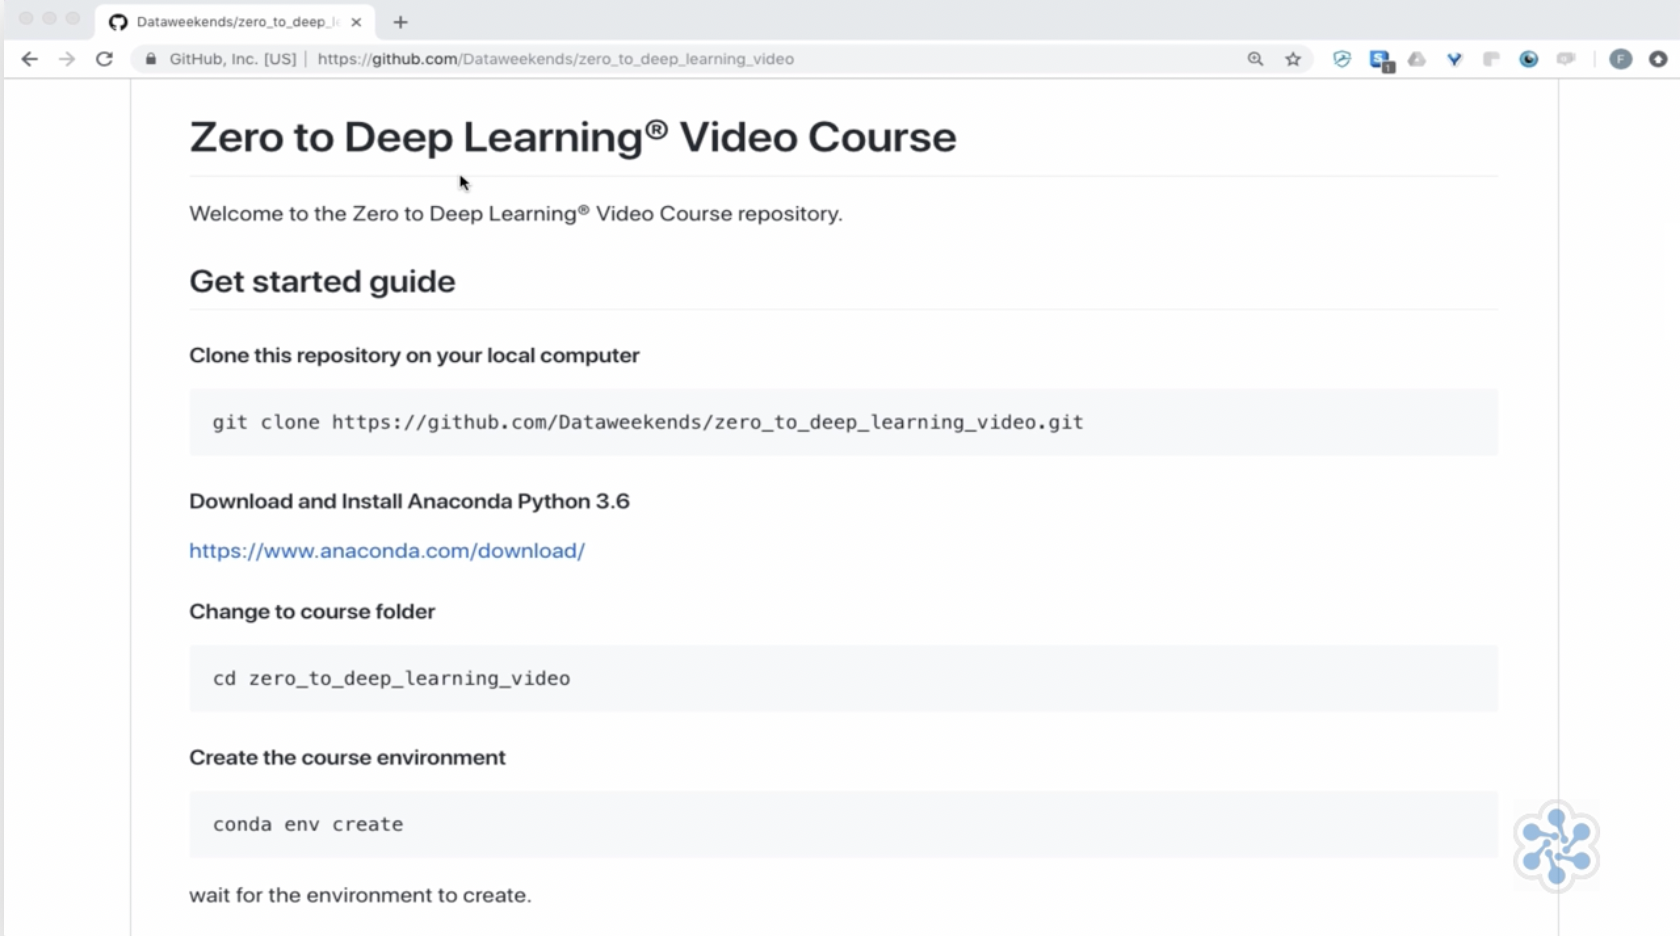 Dataweekends/zero_to_deep_l
GitHub, Inc. [US] | https://github.com/Dataweekends/zero_to_deep_learning_video
1
F
Zero to Deep Learning® Video Course
Welcome to the Zero to Deep Learning® Video Course repository.
Get started guide
Clone this repository on your local computer
git clone https://github.com/Dataweekends/zero_to_deep_learning_video.git
Download and Install Anaconda Python 3.6
https://www.anaconda.com/download/
Change to course folder
cd zero_to_deep_learning_video
Create the course environment
conda env create
wait for the environment to create.